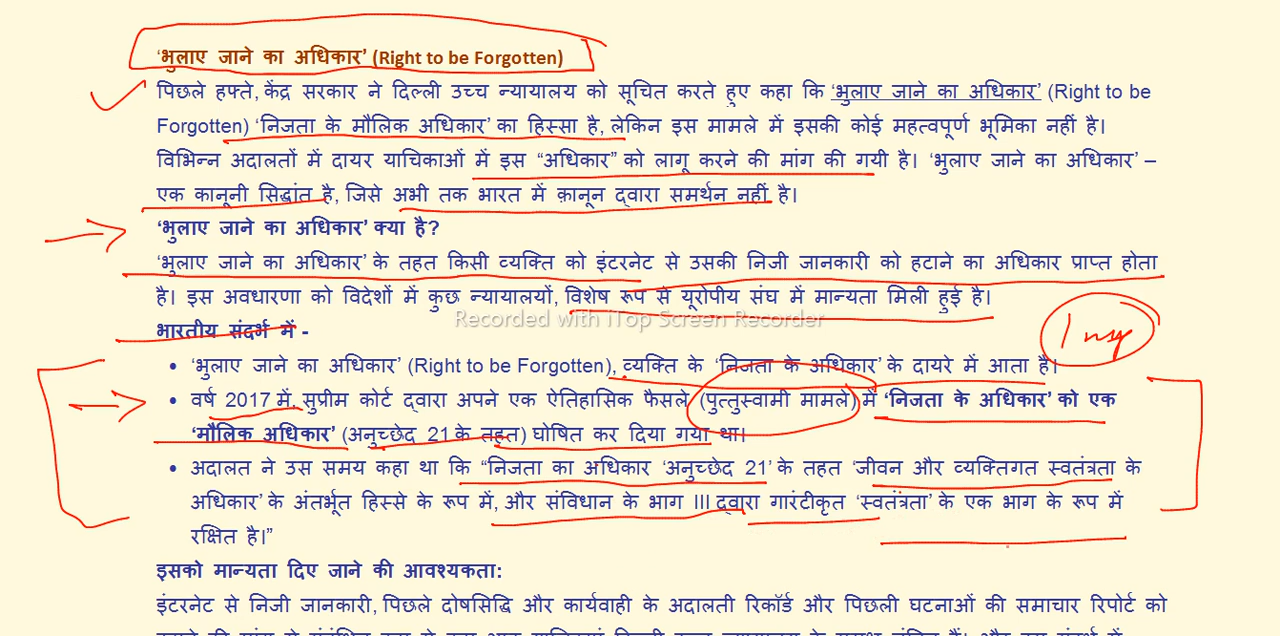 'भुलाए जाने का अधिकार' (Right to be Forgotten)
पिछले हफ्ते, केंद्र सरकार ने दिल्ली उच्च न्यायालय को सूचित करते हुए कहा कि 'भुलाए जाने का अधिकार' (Right to be
Forgotten) 'निजता के मौलिक अधिकार' का हिस्सा है, लेकिन इस मामले में इसकी कोई महत्वपूर्ण भूमिका नहीं है।
विभिन्न अदालतों में दायर याचिकाओं में इस “अधिकार” को लागू करने की मांग की गयी है। 'भुलाए जाने का अधिकार' –
एक कानूनी सिद्धांत है, जिसे अभी तक भारत में क़ानून द्वारा समर्थन नहीं है।
'भुलाए जाने का अधिकार' क्या है?
'भुलाए जाने का अधिकार' के तहत किसी व्यक्ति को इंटरनेट से उसकी निजी जानकारी को हटाने का अधिकार प्राप्त होता
है। इस अवधारणा को विदेशों में कुछ न्यायालयों, विशेष रूप से यूरोपीय संघ में मान्यता मिली हुई है।
Recorded with iTop Screen Recorder
भारतीय संदर्भ में -
• 'भुलाए जाने का अधिकार' (Right to be Forgotten), व्यक्ति के 'निजता के अधिकार' के दायरे में आता है।
• वर्ष 2017 में, सुप्रीम कोर्ट द्वारा अपने एक ऐतिहासिक फैसले (पुत्तुस्वामी मामले) में 'निजता के अधिकार' को एक
'मौलिक अधिकार' (अनुच्छेद 21 के तहत) घोषित कर दिया गया था।
• अदालत ने उस समय कहा था कि “निजता का अधिकार 'अनुच्छेद 21' के तहत 'जीवन और व्यक्तिगत स्वतंत्रता के
अधिकार' के अंतर्भूत हिस्से के रूप में, और संविधान के भाग III द्वारा गारंटीकृत 'स्वतंत्रता' के एक भाग के रूप में
रक्षित है।”
इसको मान्यता दिए जाने की आवश्यकता:
इंटरनेट से निजी जानकारी, पिछले दोषसिद्धि और कार्यवाही के अदालती रिकॉर्ड और पिछली घटनाओं की समाचार रिपोर्ट को